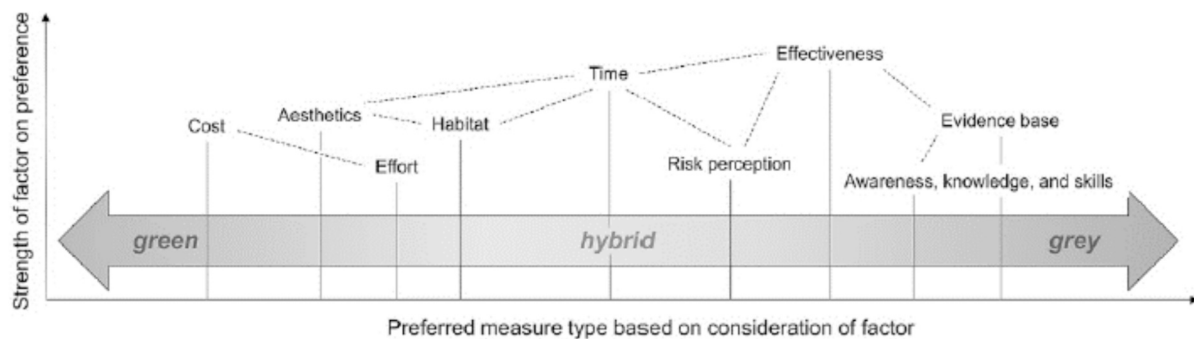 Strength of factor on preference
Effectiveness
Time
Aesthetics
Cost
Habitat
Evidence base
Effort
Risk perception
Awareness, knowledge, and skills
green
hybrid
grey
Preferred measure type based on consideration of factor